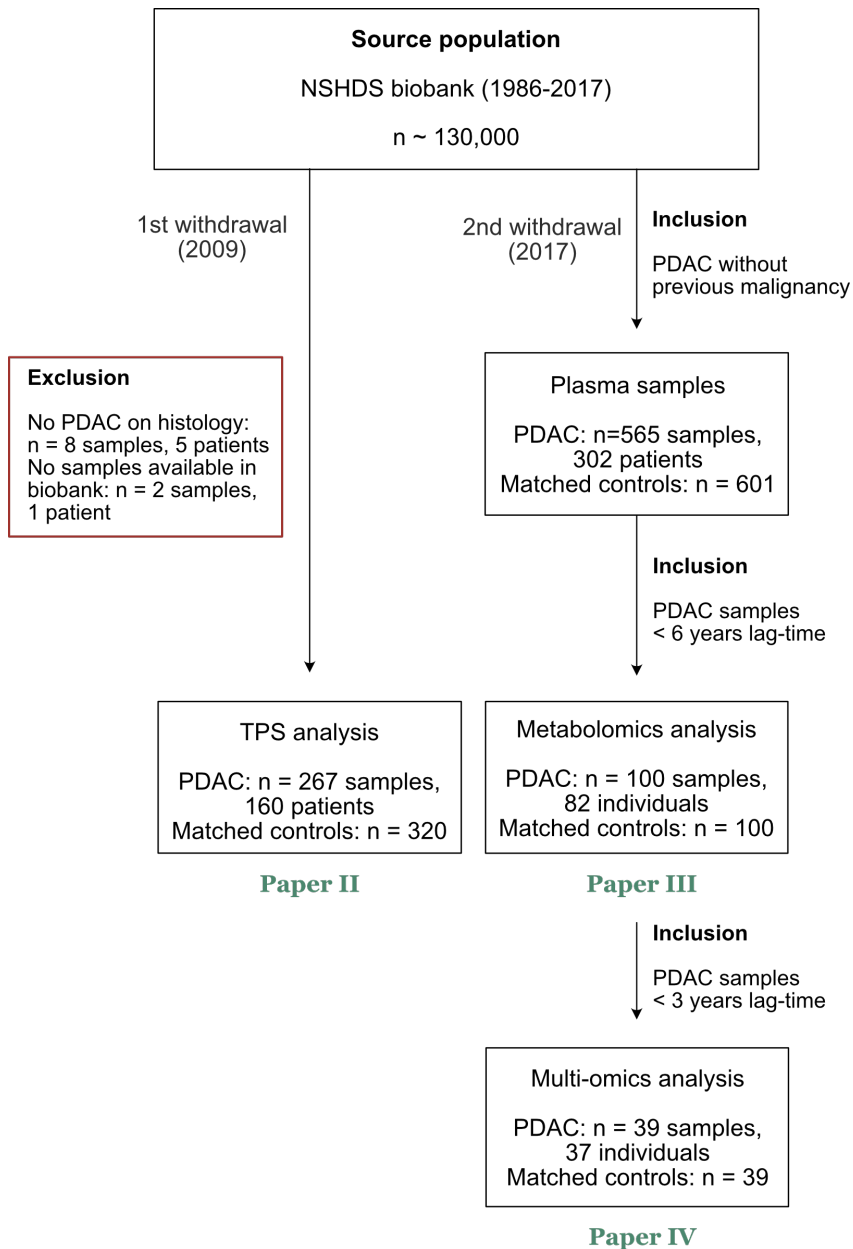 Source population
NSHDS biobank (1986-2017)
n ~ 130,000
1st withdrawal
(2009)
2nd withdrawal
(2017)
Inclusion
PDAC without
previous malignancy
Exclusion
No PDAC on histology:
n = 8 samples, 5 patients
No samples available in
biobank: n = 2 samples,
1 patient
Plasma samples
PDAC: n=565 samples,
302 patients
Matched controls: n = 601
Inclusion
PDAC samples
< 6 years lag-time
TPS analysis
PDAC: n = 267 samples,
160 patients
Matched controls: n = 320
Paper II
Metabolomics analysis
PDAC: n = 100 samples,
82 individuals
Matched controls: n = 100
Paper III
Inclusion
PDAC samples
< 3 years lag-time
Multi-omics analysis
PDAC: n = 39 samples,
37 individuals
Matched controls: n = 39
Paper IV